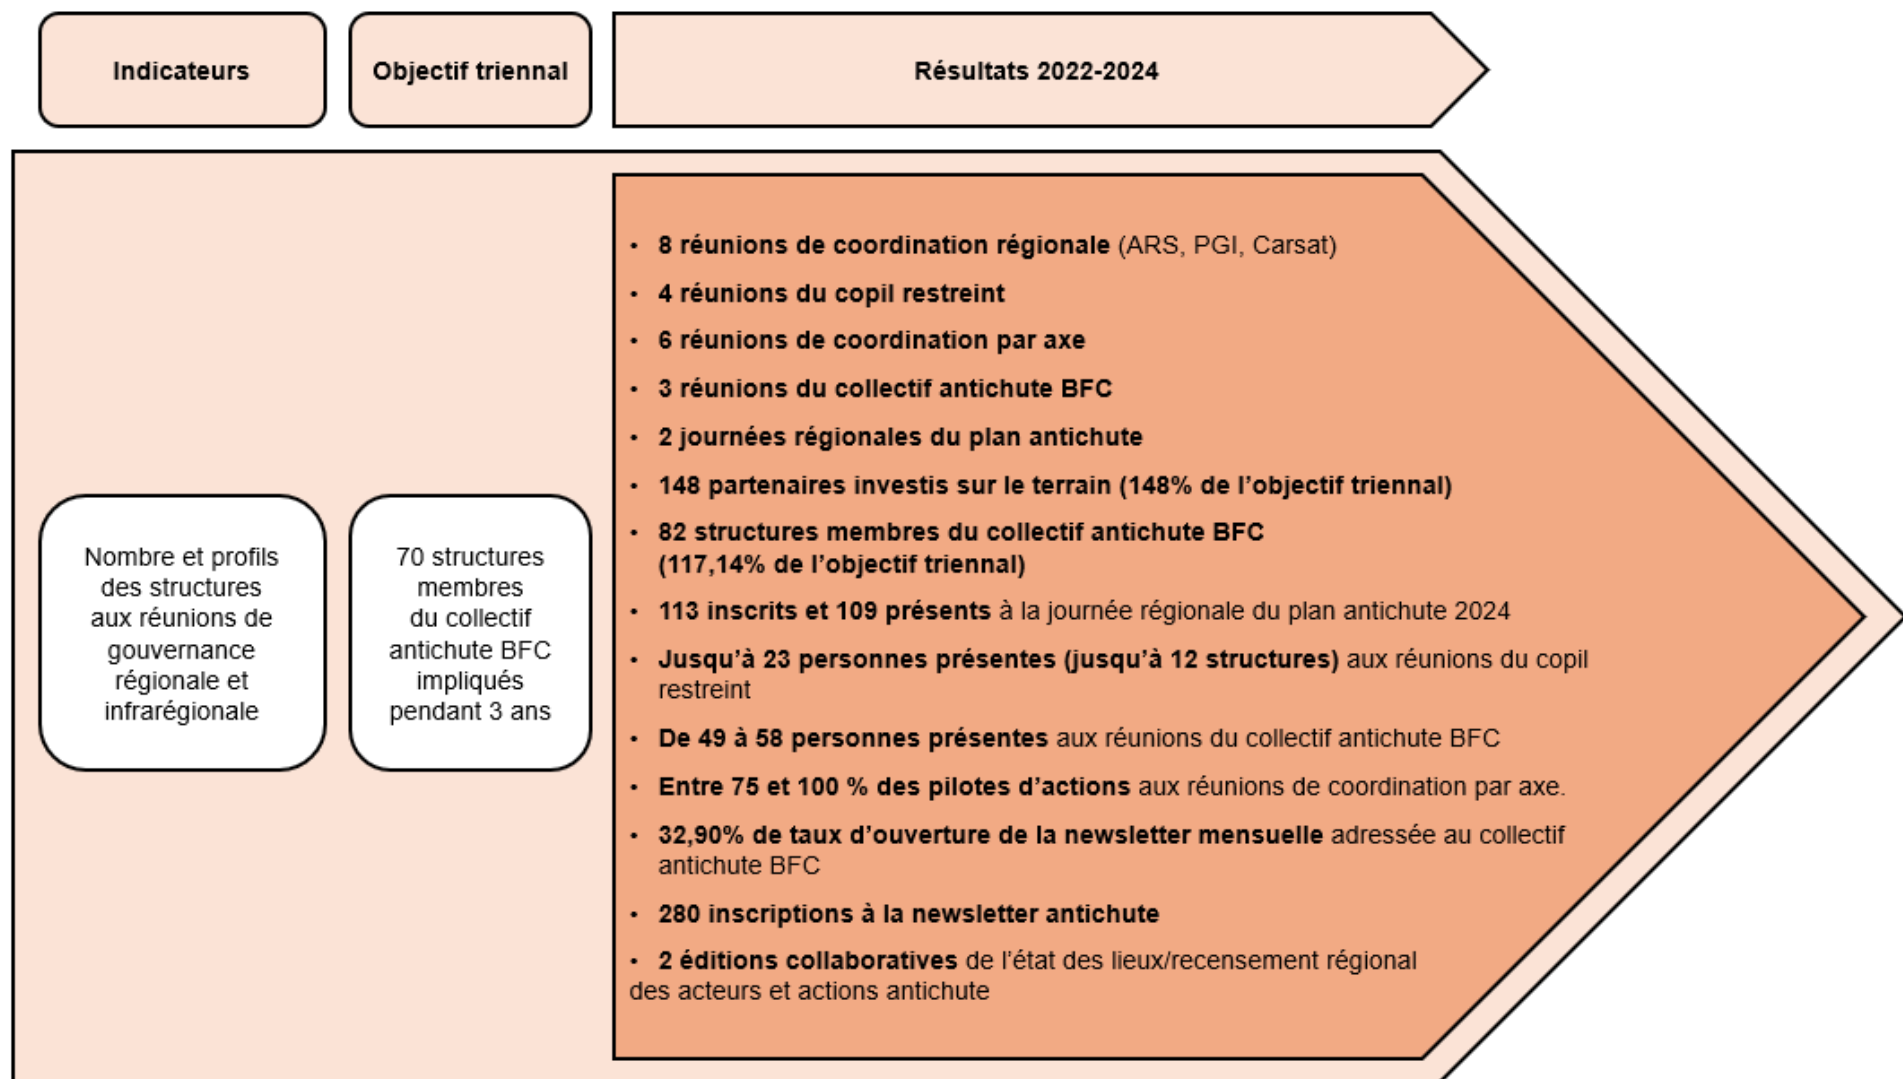 Indicateurs
Objectif triennal
Résultats 2022-2024
Nombre et profils
des structures
aux réunions de
gouvernance
régionale et
infrarégionale
70 structures
membres
du collectif
antichute BFC
impliqués
pendant 3 ans
• 8 réunions de coordination régionale (ARS, PGI, Carsat)
• 4 réunions du copil restreint
• 6 réunions de coordination par axe
• 3 réunions du collectif antichute BFC
• 2 journées régionales du plan antichute
• 148 partenaires investis sur le terrain (148% de l’objectif triennal)
• 82 structures membres du collectif antichute BFC
(117,14% de l’objectif triennal)
• 113 inscrits et 109 présents à la journée régionale du plan antichute 2024
• Jusqu’à 23 personnes présentes (jusqu’à 12 structures) aux réunions du copil
restreint
• De 49 à 58 personnes présentes aux réunions du collectif antichute BFC
• Entre 75 et 100 % des pilotes d’actions aux réunions de coordination par axe.
• 32,90% de taux d’ouverture de la newsletter mensuelle adressée au collectif
antichute BFC
• 280 inscriptions à la newsletter antichute
• 2 éditions collaboratives de l’état des lieux/recensement régional
des acteurs et actions antichute